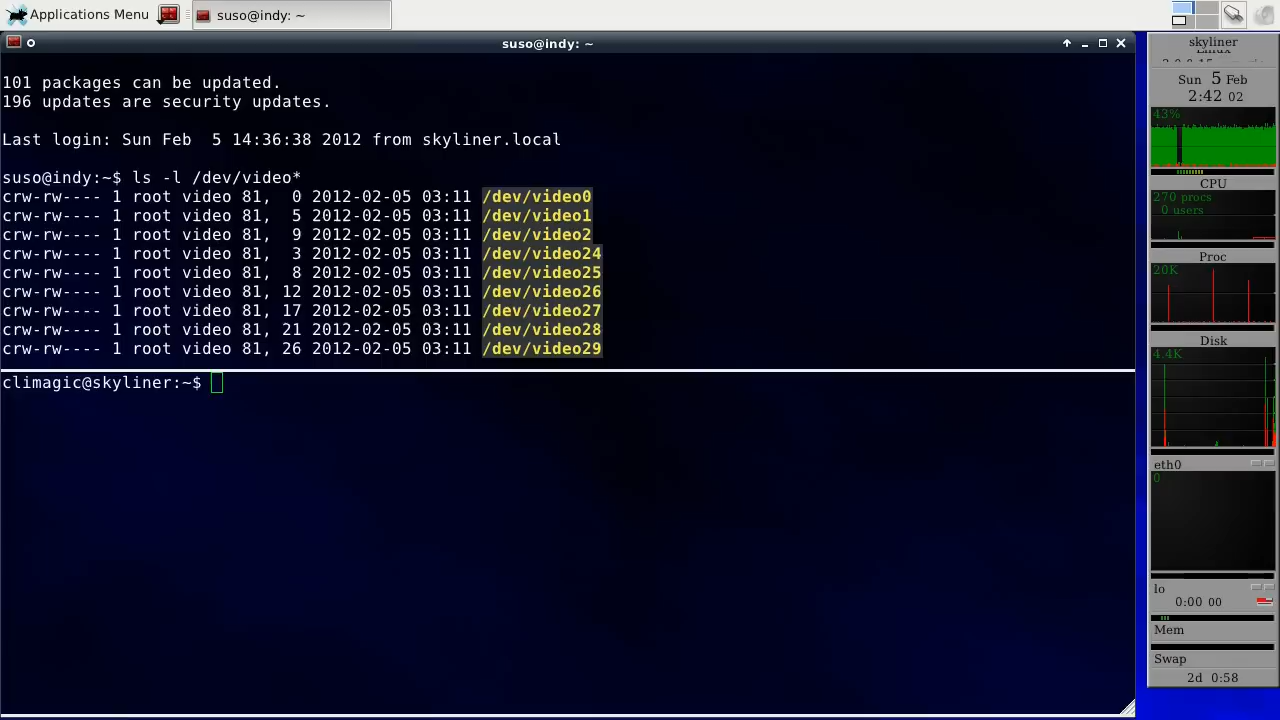 Applications Menu
suso@indy: ~
suso@indy: ~
101 packages can be updated.
196 updates are security updates.
Last login: Sun Feb  5 14:36:38 2012 from skyliner.local
suso@indy:~$ ls -l /dev/video*
crw-rw---- 1 root video 81,  0 2012-02-05 03:11 /dev/video0
crw-rw---- 1 root video 81,  5 2012-02-05 03:11 /dev/video1
crw-rw---- 1 root video 81,  9 2012-02-05 03:11 /dev/video2
crw-rw---- 1 root video 81,  3 2012-02-05 03:11 /dev/video24
crw-rw---- 1 root video 81,  8 2012-02-05 03:11 /dev/video25
crw-rw---- 1 root video 81, 12 2012-02-05 03:11 /dev/video26
crw-rw---- 1 root video 81, 17 2012-02-05 03:11 /dev/video27
crw-rw---- 1 root video 81, 21 2012-02-05 03:11 /dev/video28
crw-rw---- 1 root video 81, 26 2012-02-05 03:11 /dev/video29
climagic@skyliner:~$
skyliner
Sun 5 Feb
2:42 02
43%
CPU
270 procs
0 users
Proc
20K
Disk
4.4K
eth0
0
lo
0:00 00
Mem
Swap
2d 0:58